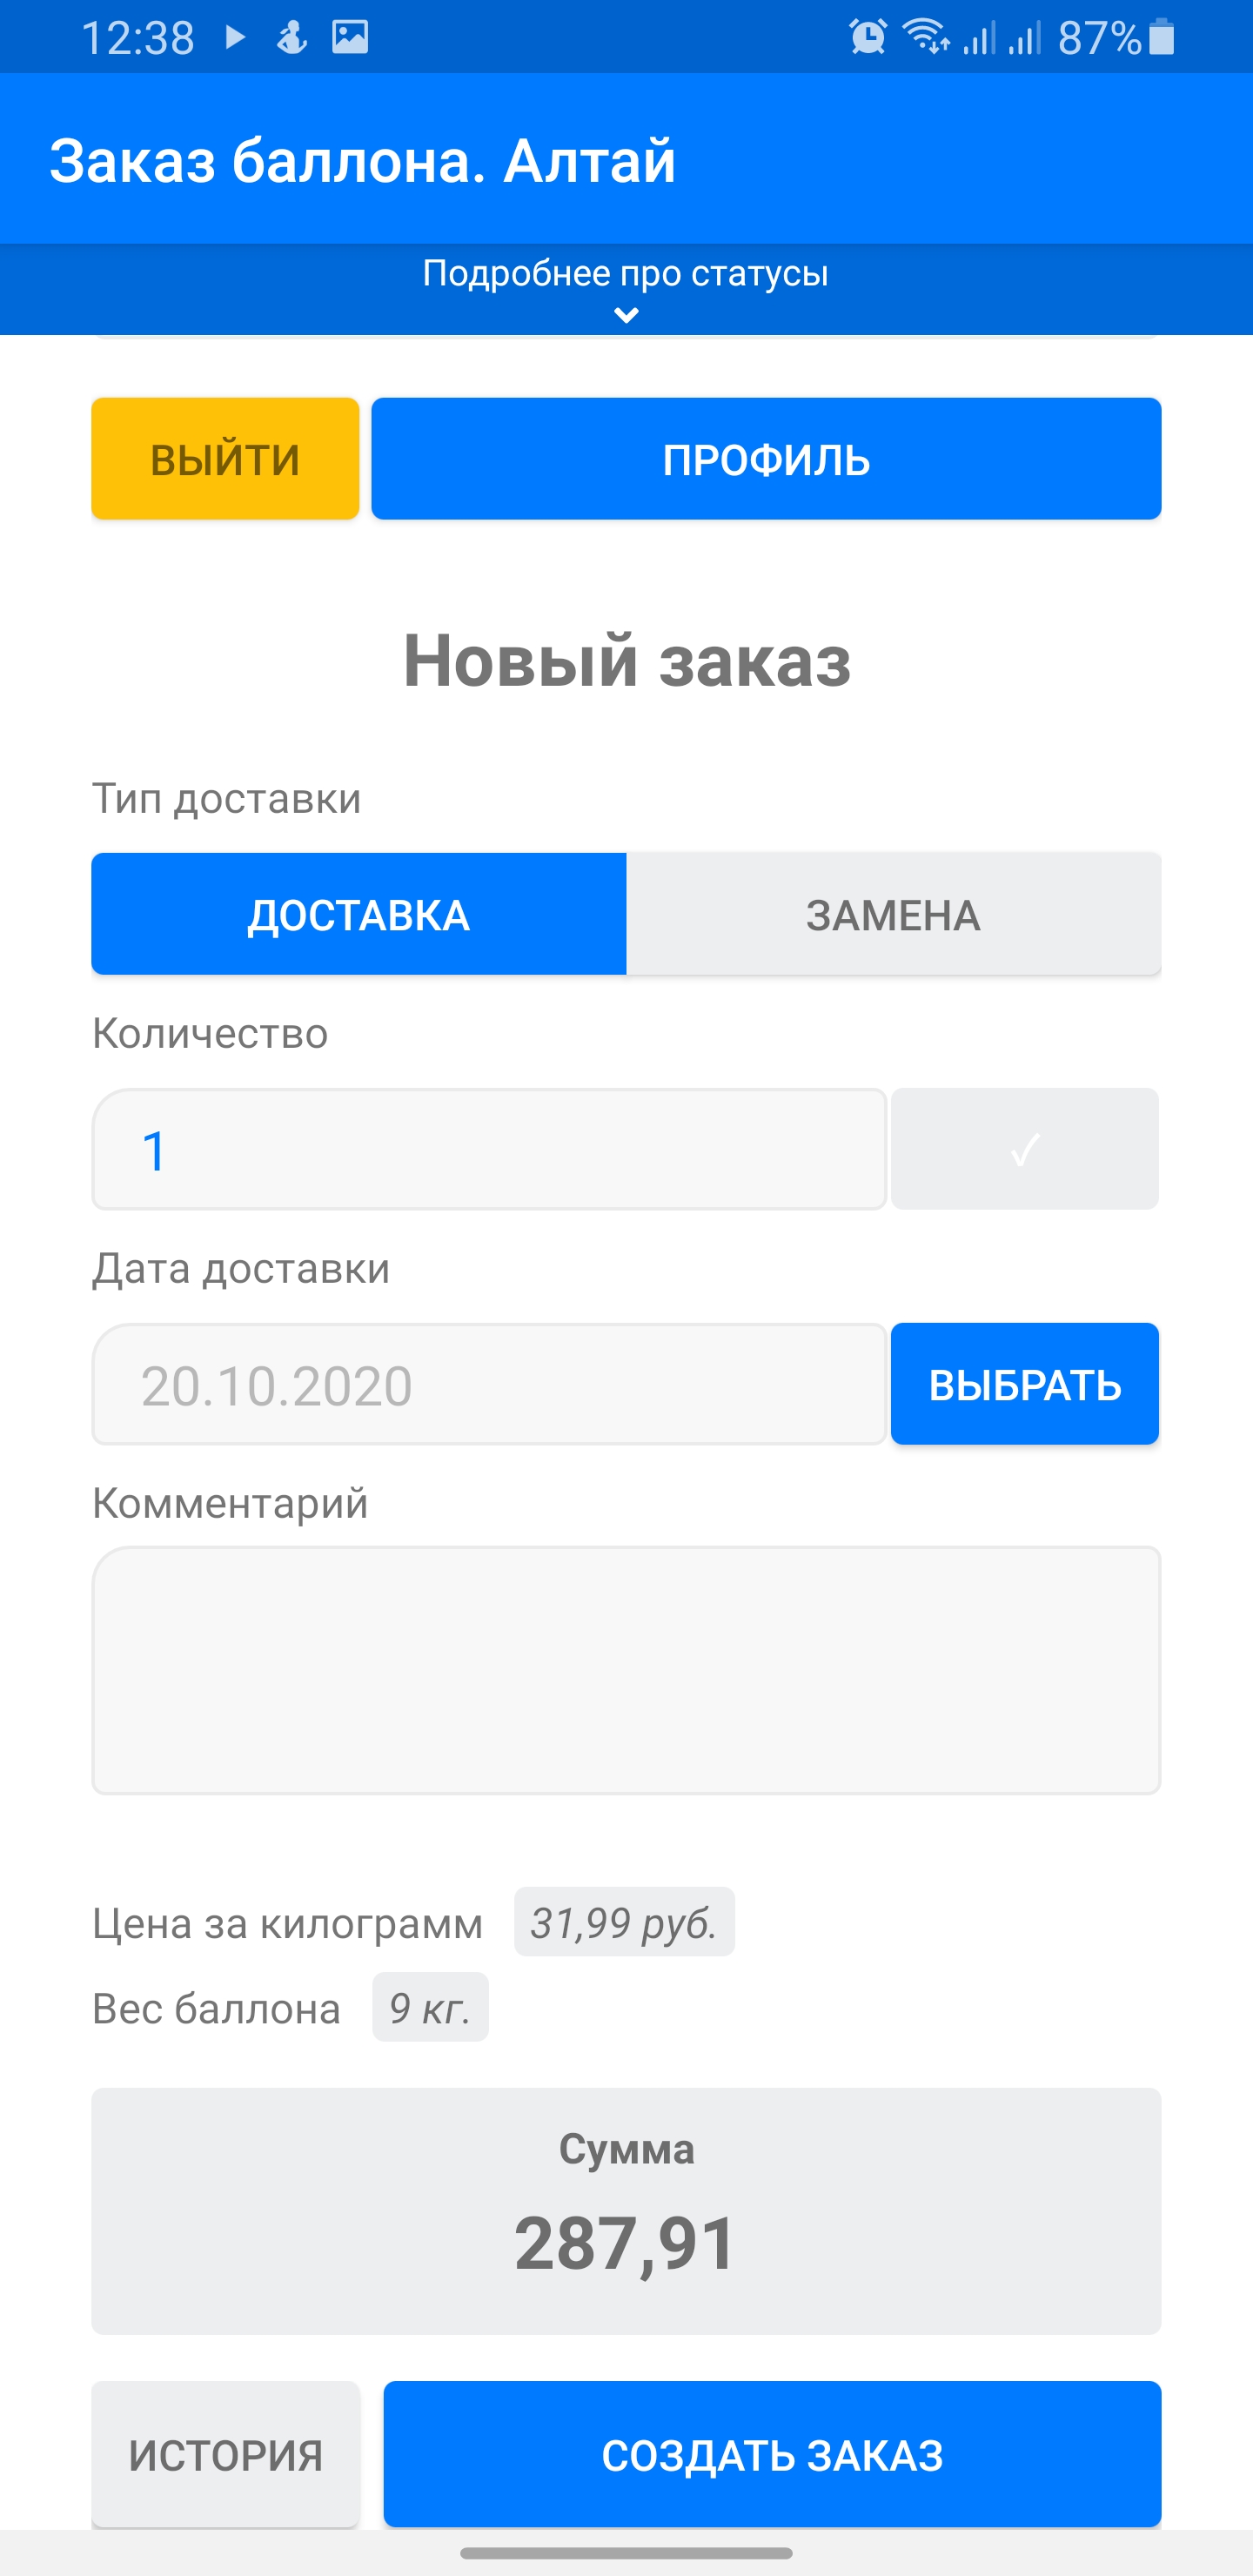 12:38 87%
Заказ баллона. Алтай
Подробнее про статусы
ВЫЙТИ ПРОФИЛЬ
Новый заказ
Тип доставки
ДОСТАВКА ЗАМЕНА
Количество
1 ✓
Дата доставки
20.10.2020 ВЫБРАТЬ
Комментарий
Цена за килограмм 31,99 руб.
Вес баллона 9 кг.
Сумма
287,91
ИСТОРИЯ СОЗДАТЬ ЗАКАЗ